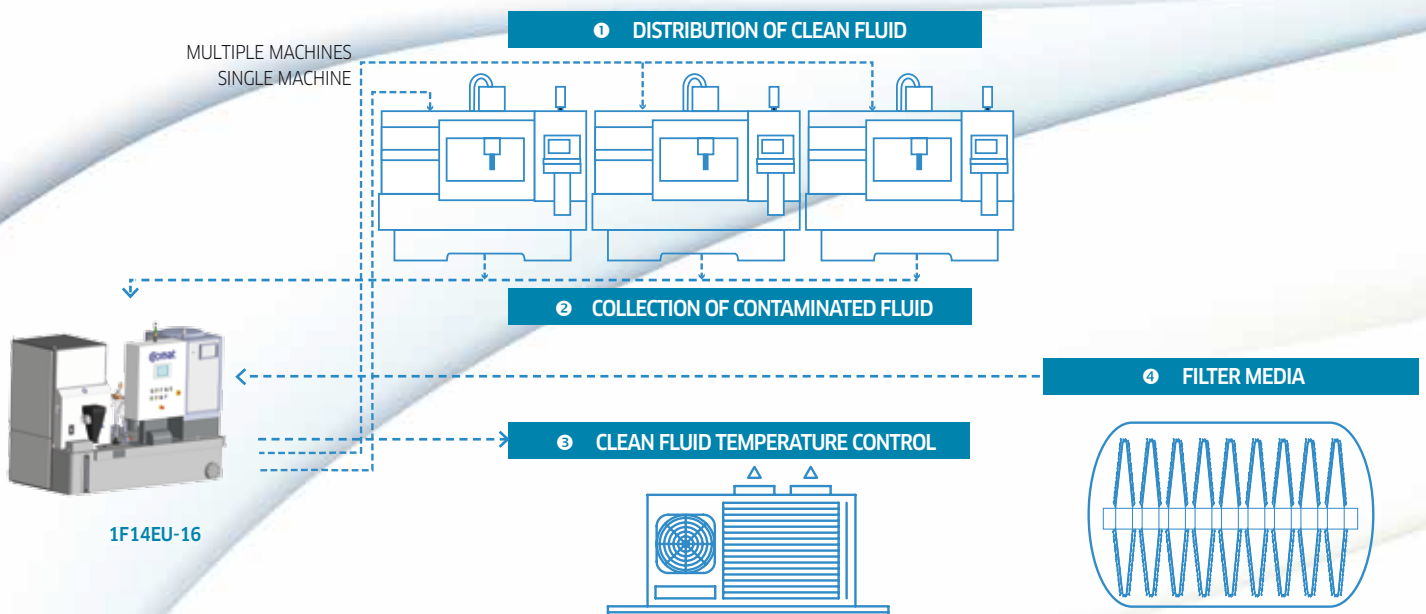 ❶ DISTRIBUTION OF CLEAN FLUID
MULTIPLE MACHINES
SINGLE MACHINE
❷ COLLECTION OF CONTAMINATED FLUID
comat
❹ FILTER MEDIA
❸ CLEAN FLUID TEMPERATURE CONTROL
1F14EU-16